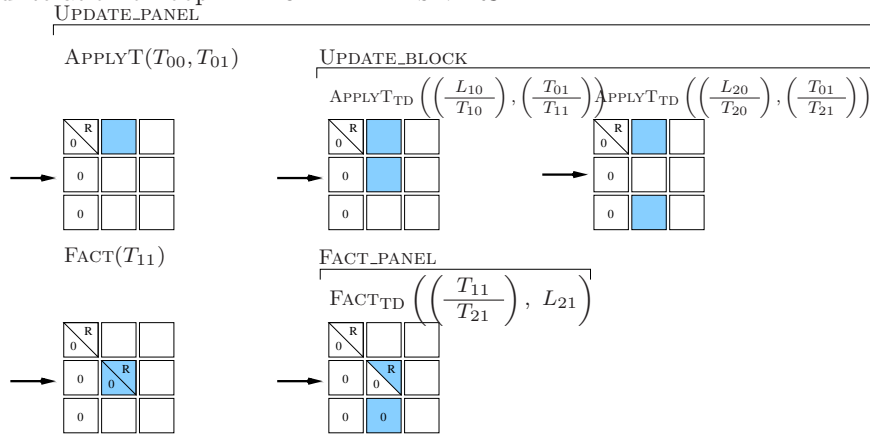 UPDATE_PANEL
APPLYT(T00, T01)
UPDATE_BLOCK
APPLYT_TD((L10/T10), (T01/T11))
APPLYT_TD((L20/T20), (T01/T21))
0 R
0
0
0 R
0
0
0 R
0
0
FACT(T11)
FACT_PANEL
FACT_TD((T11/T21), L21)
0 R
0 0 R
0
0 R
0 0 R
0 0